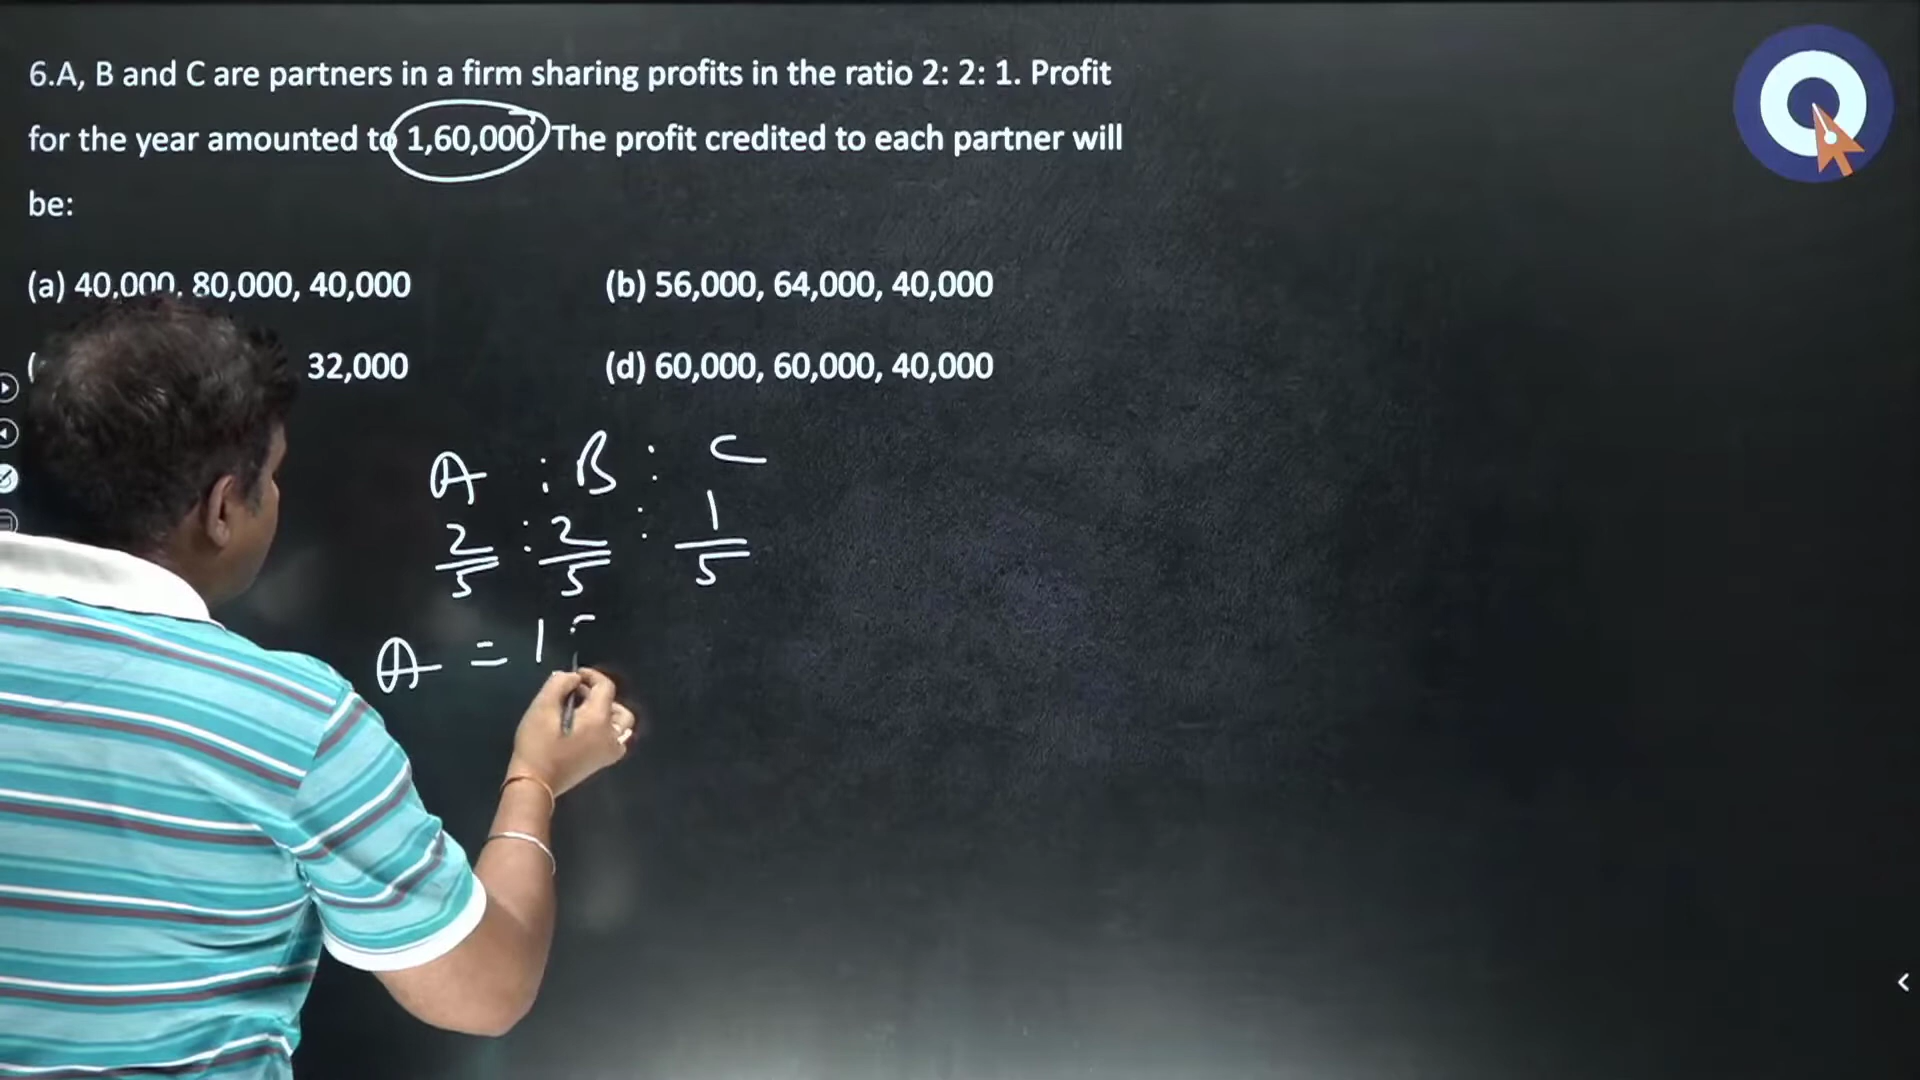 6.A, B and C are partners in a firm sharing profits in the ratio 2: 2: 1. Profit
for the year amounted to 1,60,000 The profit credited to each partner will
be:
(a) 40,000, 80,000, 40,000 (b) 56,000, 64,000, 40,000
32,000 (d) 60,000, 60,000, 40,000
A : B : C
2/5 : 2/5 : 1/5
A = 1